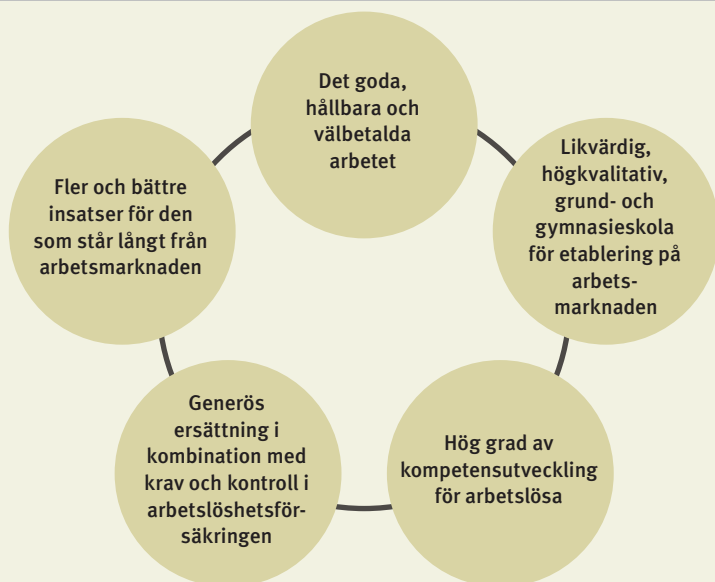 Det goda,
hållbara och
välbetalda
arbetet
Likvärdig,
högkvalitativ,
grund- och
gymnasieskola
för etablering på
arbets-
marknaden
Hög grad av
kompetensutveckling
för arbetslösa
Generös
ersättning i
kombination med
krav och kontroll i
arbetslöshetsför-
säkringen
Fler och bättre
insatser för den
som står långt från
arbetsmarknaden